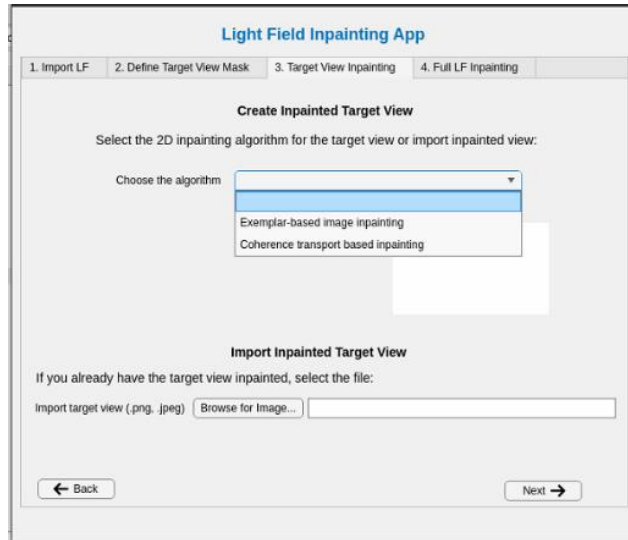 Light Field Inpainting App
1. Import LF 2. Define Target View Mask 3. Target View Inpainting 4. Full LF Inpainting
Create Inpainted Target View
Select the 2D inpainting algorithm for the target view or import inpainted view:
Choose the algorithm
Exemplar-based image inpainting
Coherence transport based inpainting
Import Inpainted Target View
If you already have the target view inpainted, select the file:
Import target view (.png, .jpeg) Browse for Image...
Back Next